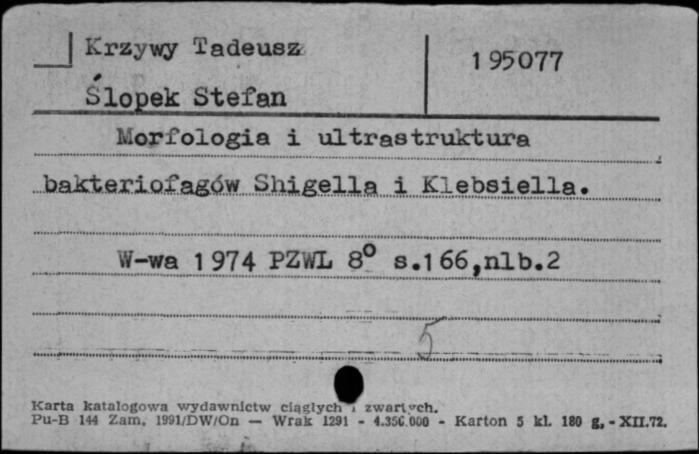 Krzywy Tadeusz
195077
Ślopek Stefan
Morfologia i ultrastruktura
bakteriofagów Shigella i Klebsiella.
W-wa 1974 PZWL 8° s.166,nlb.2
5
Karta katalogowa wydawnictw ciągłych i zwartych.
Pu-B 144 Zam. 1991/DW/On — Wrak 1291 - 4.350.000 - Karton 5 kl. 180 g. - XII.72.